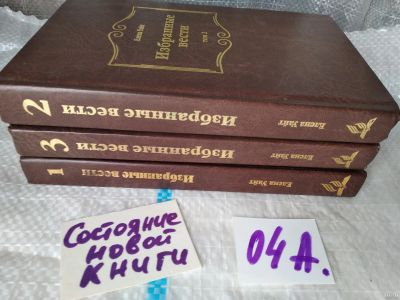 Елена Уайт
Избранные
вести
том 2
2 Избранные вести Елена Уайт
3 Избранные вести Елена Уайт
1 Избранные вести Елена Уайт
Состояние
новой
книги
04А.